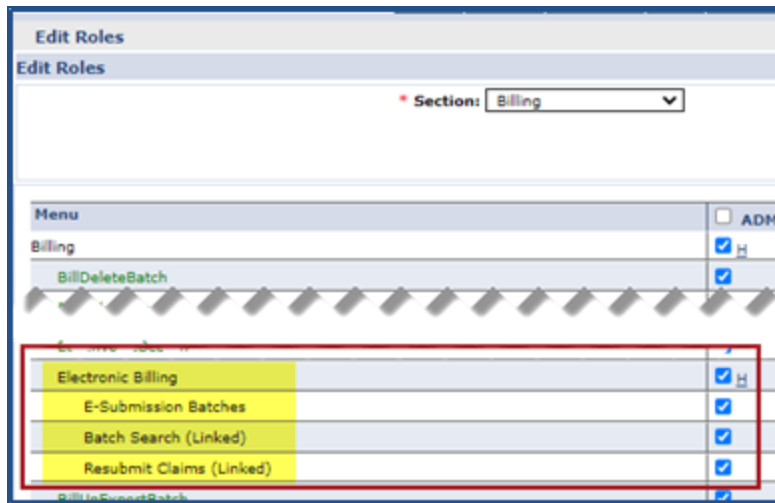 Edit Roles
Edit Roles
* Section: Billing
Menu ADM
Billing H
BillDeleteBatch
Electronic Billing H
E-Submission Batches
Batch Search (Linked)
Resubmit Claims (Linked)
BillUnExportBatch